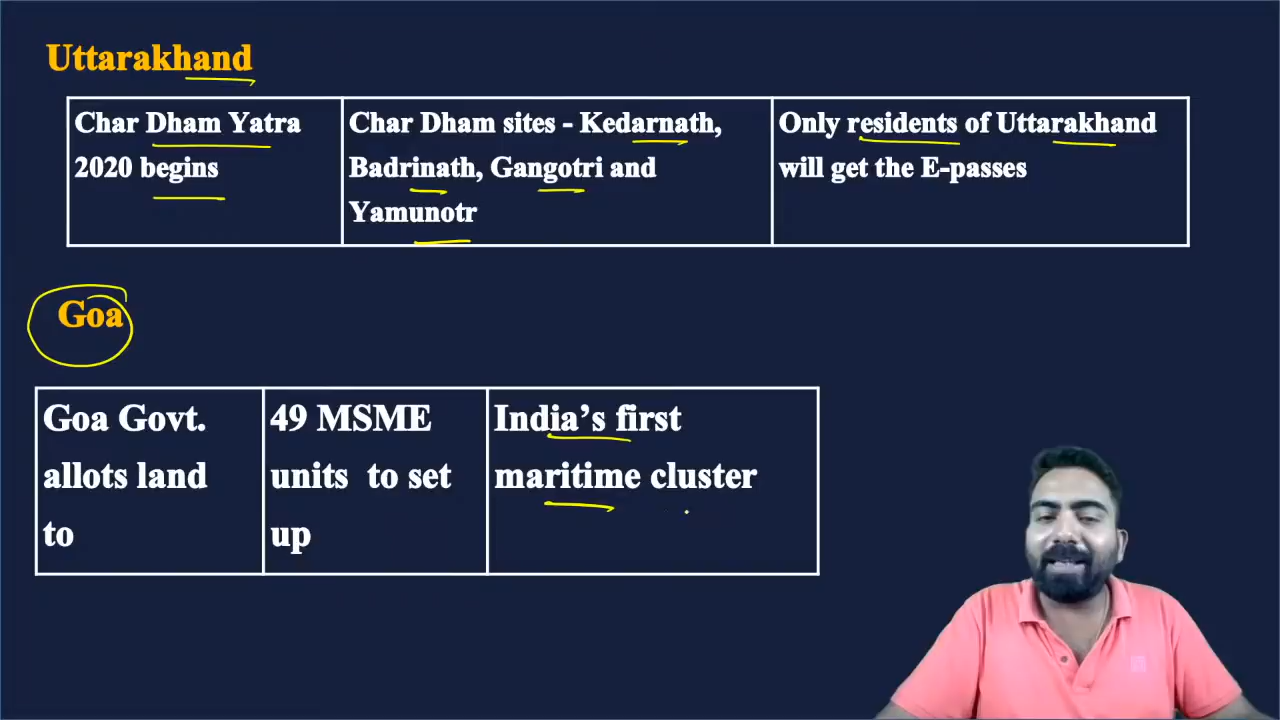 Uttarakhand
Char Dham Yatra
2020 begins
Char Dham sites - Kedarnath,
Badrinath, Gangotri and
Yamunotr
Only residents of Uttarakhand
will get the E-passes
Goa
Goa Govt.
allots land
to
49 MSME
units to set
up
India’s first
maritime cluster